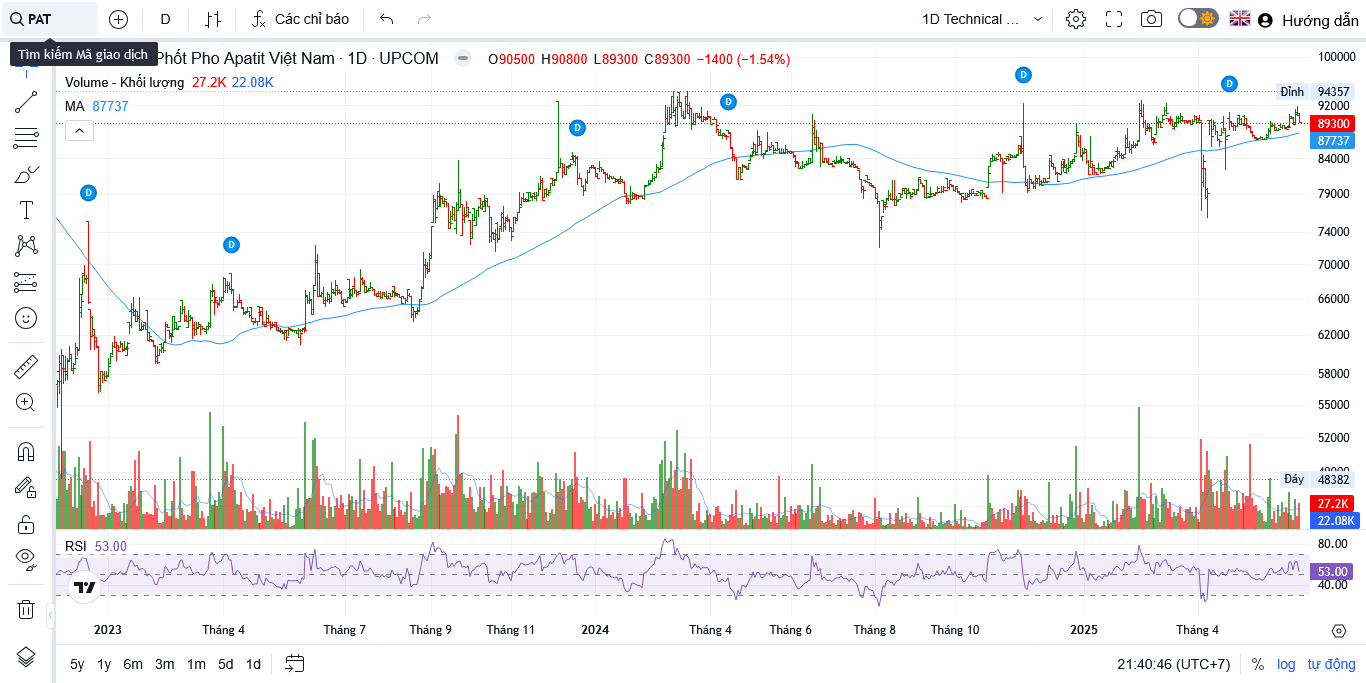 PAT
D
Các chỉ báo
1D Technical ...
Hướng dẫn
Tìm kiếm Mã giao dịch
Phốt Pho Apatit Việt Nam · 1D · UPCOM
O90500 H90800 L89300 C89300 −1400 (−1.54%)
Volume - Khối lượng 27.2K 22.08K
MA 87737
D
D
D
D
D
D
100000
Đỉnh 94357
92000
89300
87737
84000
79000
74000
70000
66000
62000
58000
55000
52000
48000
Đáy 48382
27.2K
22.08K
RSI 53.00
80.00
53.00
40.00
2023 Tháng 4 Tháng 7 Tháng 9 Tháng 11 2024 Tháng 4 Tháng 6 Tháng 8 Tháng 10 2025 Tháng 4
5y 1y 6m 3m 1m 5d 1d
21:40:46 (UTC+7) % log tự động